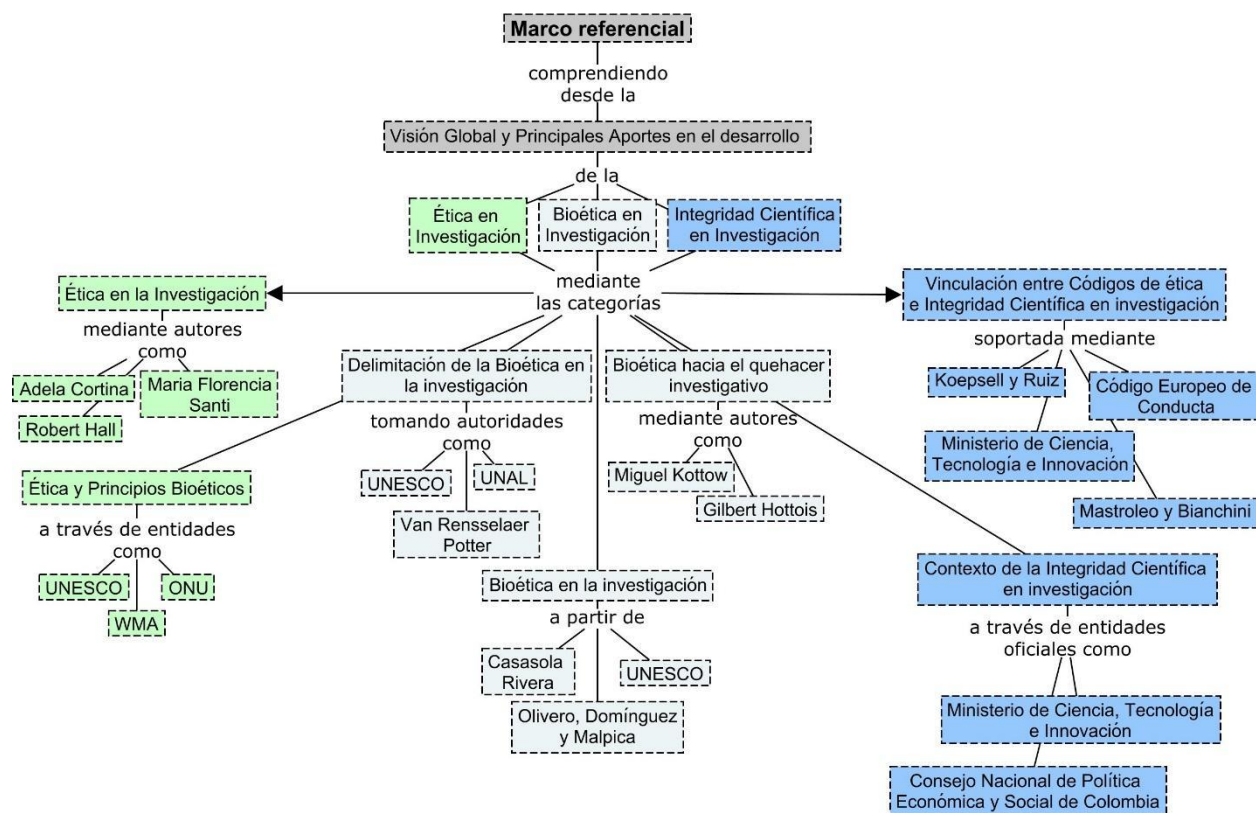 Marco referencial
comprendiendo
desde la
Visión Global y Principales Aportes en el desarrollo
de la
Ética en
Investigación
Bioética en
Investigación
Integridad Científica
en Investigación
mediante
las categorías
Ética en la Investigación
mediante autores
como
Adela Cortina
Maria Florencia
Santi
Robert Hall
Ética y Principios Bioéticos
a través de entidades
como
UNESCO
ONU
WMA
Delimitación de la Bioética en
la investigación
tomando autoridades
como
UNESCO
UNAL
Van Rensselaer
Potter
Bioética en la investigación
a partir de
Casasola
Rivera
UNESCO
Olivero, Domínguez
y Malpica
Bioética hacia el quehacer
investigativo
mediante autores
como
Miguel Kottow
Gilbert Hottois
Vinculación entre Códigos de ética
e Integridad Científica en investigación
soportada mediante
Koepsell y Ruiz
Código Europeo de
Conducta
Ministerio de Ciencia,
Tecnología e Innovación
Mastroleo y Bianchini
Contexto de la Integridad Científica
en investigación
a través de entidades
oficiales como
Ministerio de Ciencia, Tecnología
e Innovación
Consejo Nacional de Política
Económica y Social de Colombia